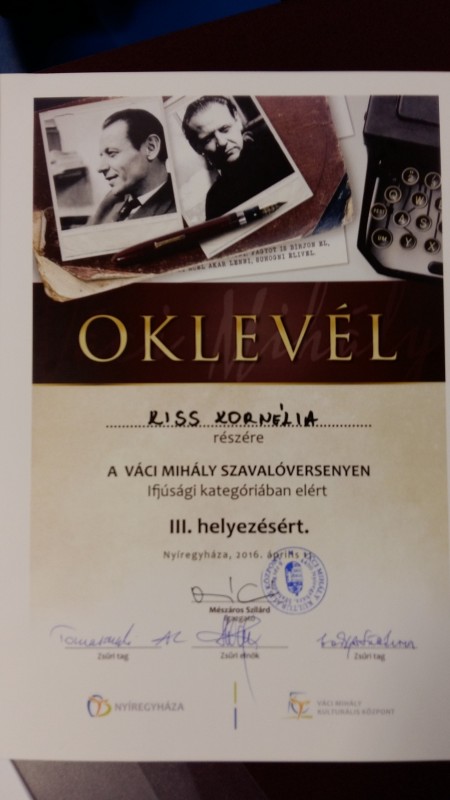 OKLEVÉL
KISS KORNÉLIA
részére
A VÁCI MIHÁLY SZAVALÓVERSENYEN
Ifjúsági kategóriában elért
III. helyezésért.
Nyíregyháza, 2016. április
Mészáros Szilárd
Igazgató
Zsűri tag Zsűri elnök Zsűri tag
NYÍREGYHÁZA
VÁCI MIHÁLY
KULTURÁLIS KÖZPONT